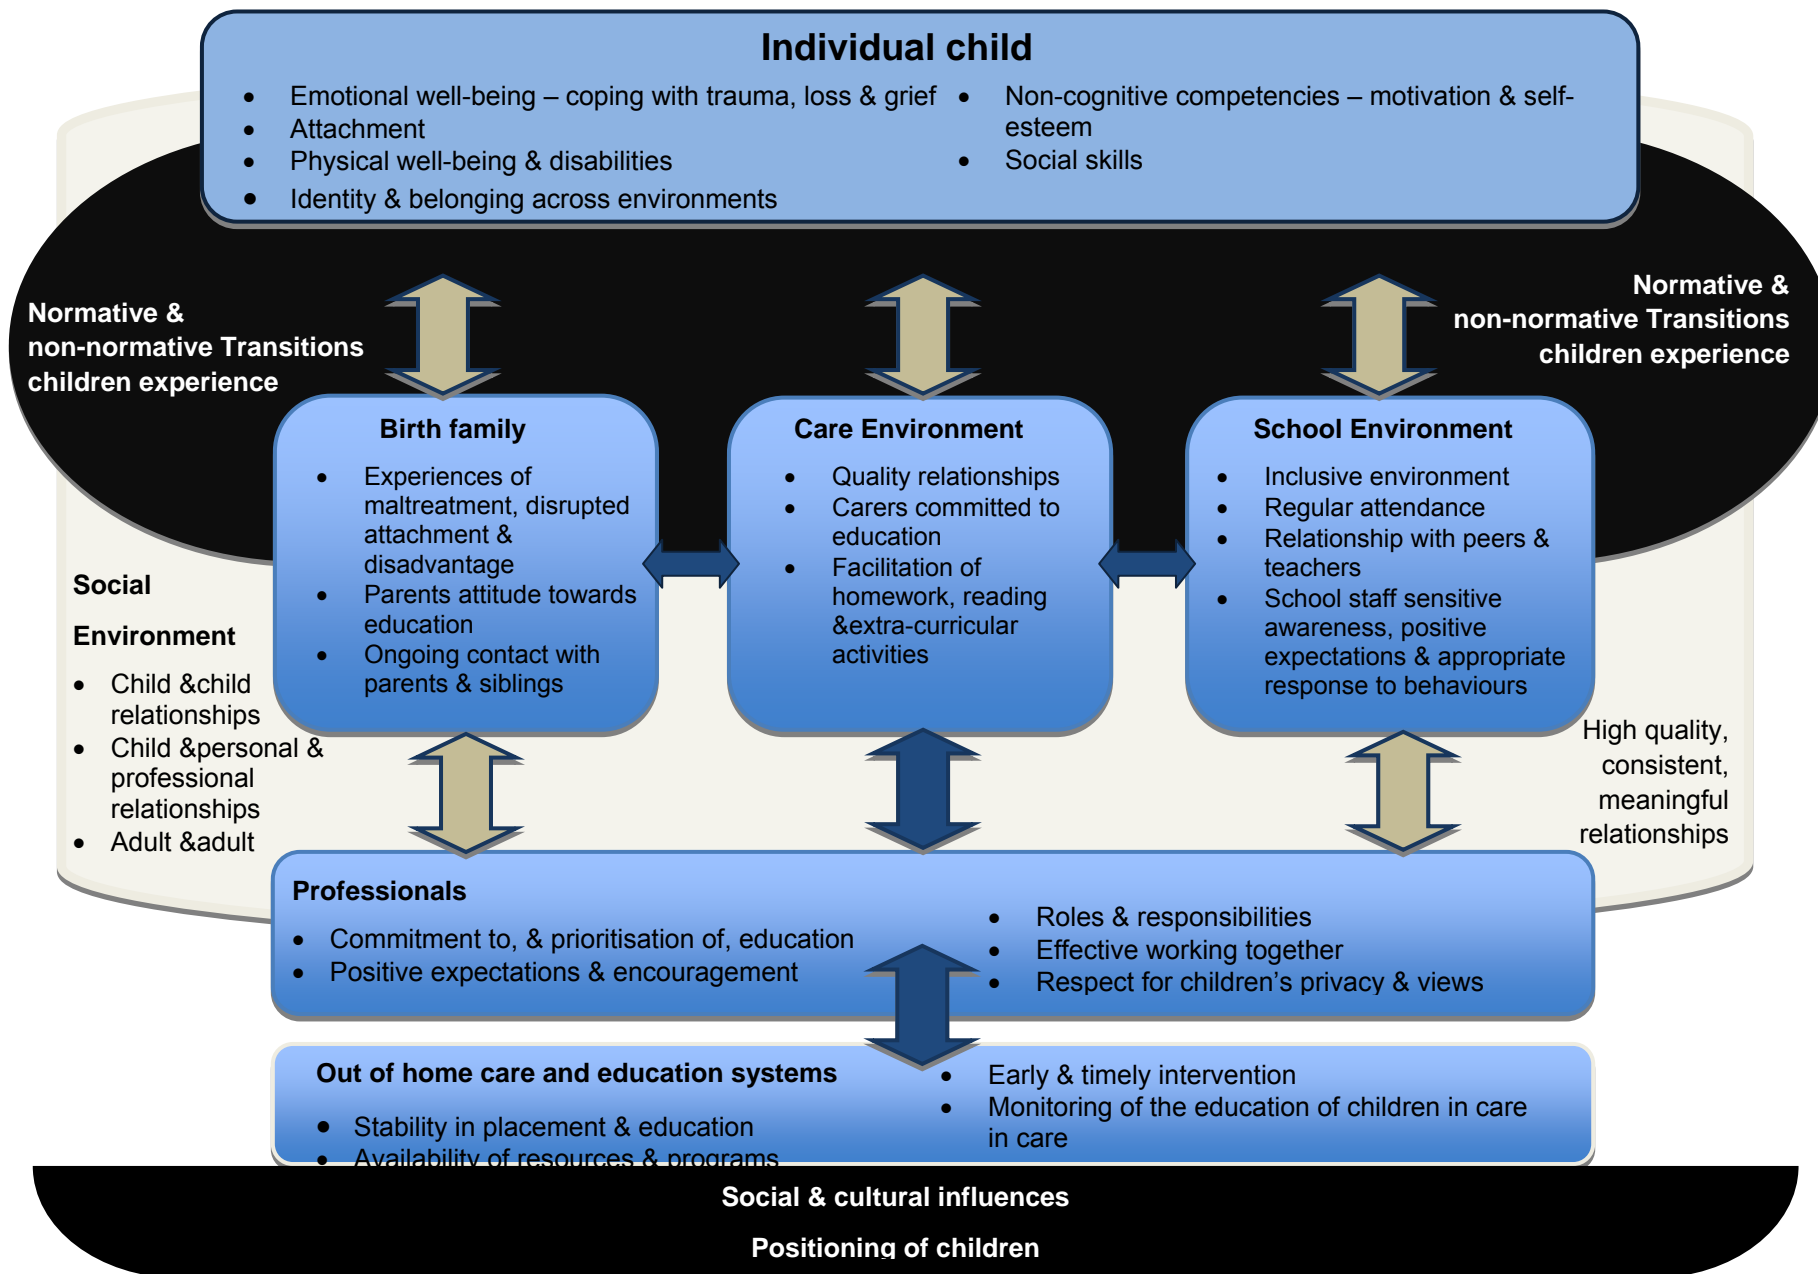 Individual child
• Emotional well-being – coping with trauma, loss & grief
• Attachment
• Physical well-being & disabilities
• Identity & belonging across environments
• Non-cognitive competencies – motivation & self-
esteem
• Social skills
Normative &
non-normative Transitions
children experience
Normative &
non-normative Transitions
children experience
Birth family
• Experiences of
maltreatment, disrupted
attachment &
disadvantage
• Parents attitude towards
education
• Ongoing contact with
parents & siblings
Care Environment
• Quality relationships
• Carers committed to
education
• Facilitation of
homework, reading
&extra-curricular
activities
School Environment
• Inclusive environment
• Regular attendance
• Relationship with peers &
teachers
• School staff sensitive
awareness, positive
expectations & appropriate
response to behaviours
Social
Environment
• Child &child
relationships
• Child &personal &
professional
relationships
• Adult &adult
High quality,
consistent,
meaningful
relationships
Professionals
• Commitment to, & prioritisation of, education
• Positive expectations & encouragement
• Roles & responsibilities
• Effective working together
• Respect for children’s privacy & views
Out of home care and education systems
• Stability in placement & education
• Availability of resources & programs
• Early & timely intervention
• Monitoring of the education of children in care
in care
Social & cultural influences
Positioning of children